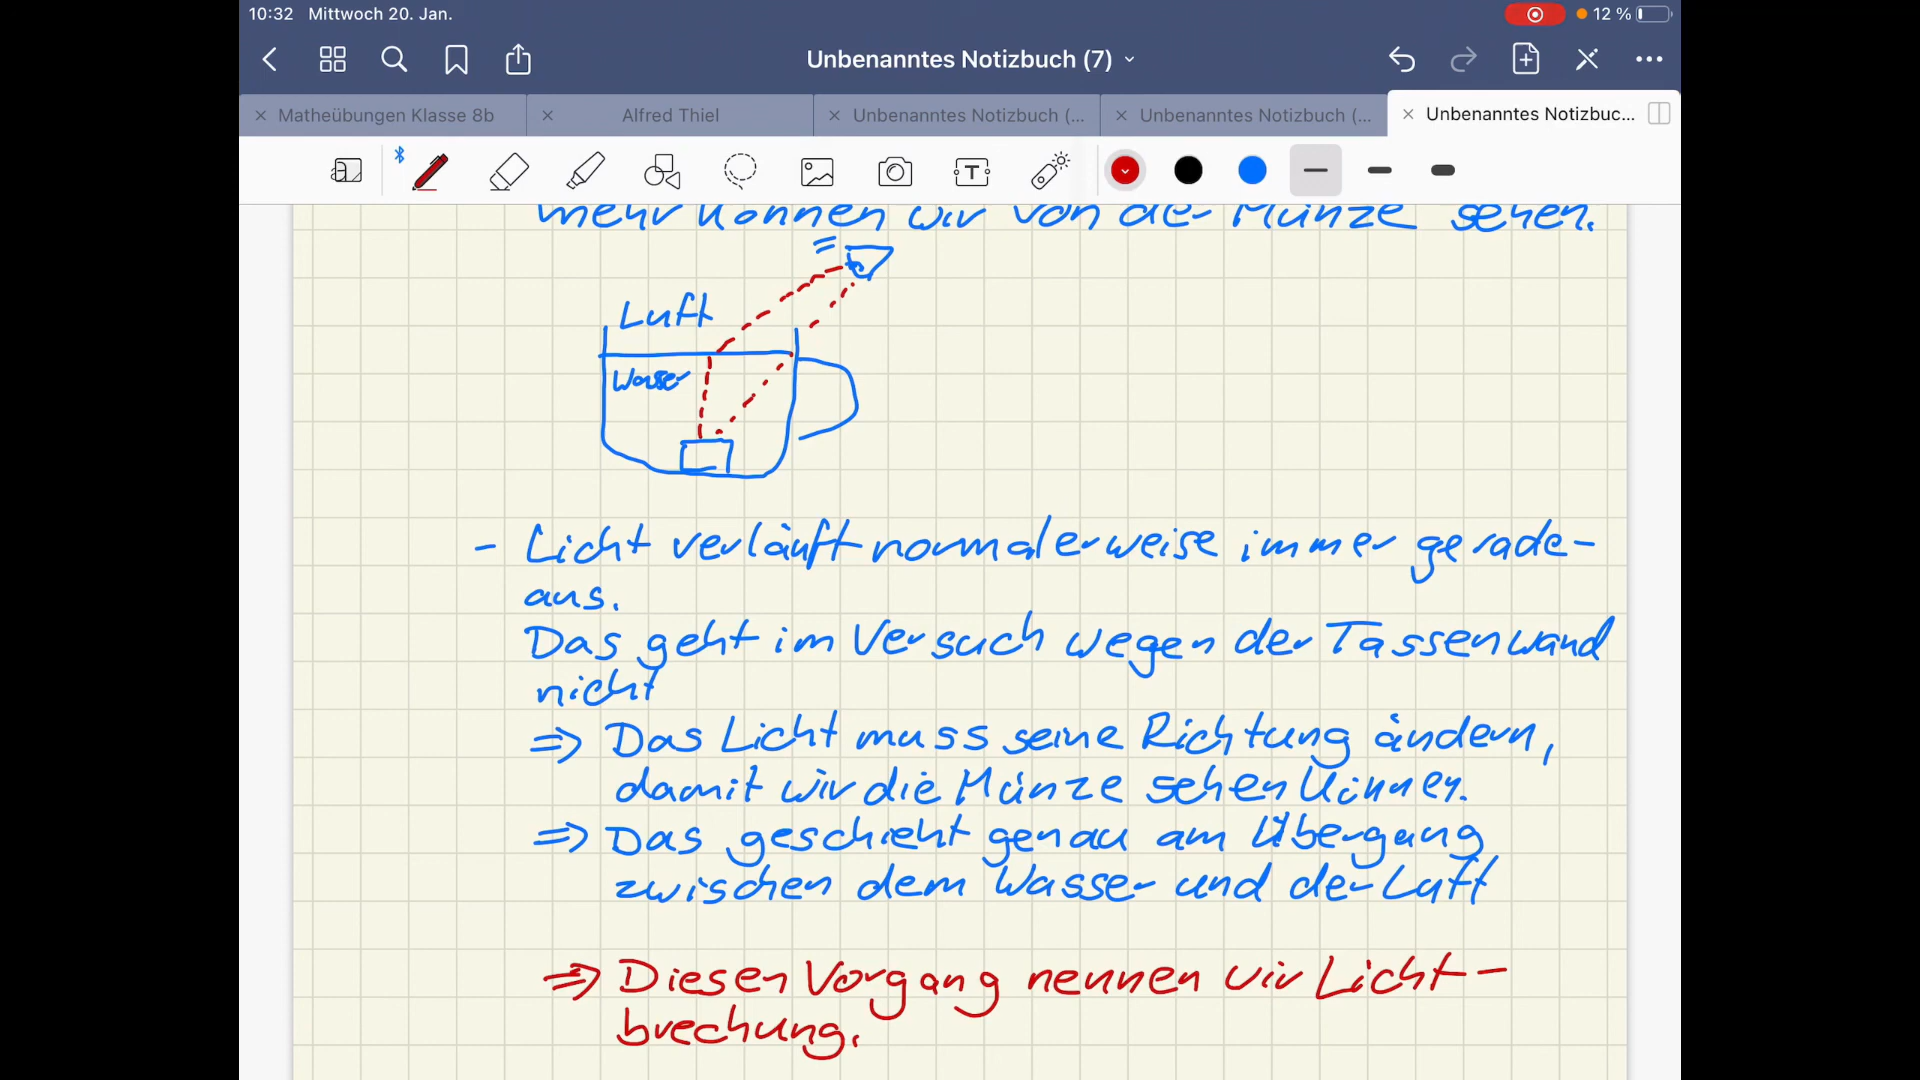 10:32 Mittwoch 20. Jan.
12 %
Unbenanntes Notizbuch (7)
Matheübungen Klasse 8b
Alfred Thiel
Unbenanntes Notizbuch (...
Unbenanntes Notizbuch (...
Unbenanntes Notizbuc...
mehr können wir von der Münze sehen.
Luft
Wasser
- Licht verläuft normalerweise immer gerade-
aus.
Das geht im Versuch wegen der Tassenwand
nicht
=> Das Licht muss seine Richtung ändern,
damit wir die Münze sehen können.
=> Das geschieht genau am Übergang
zwischen dem Wasser und der Luft
=> Diesen Vorgang nennen wir Licht-
brechung.